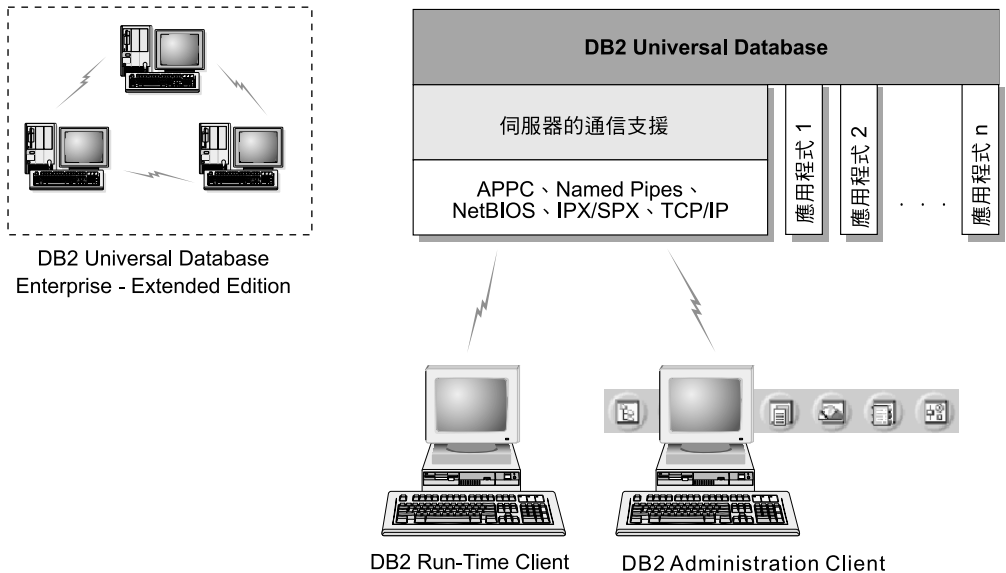 DB2 Universal Database
Enterprise - Extended Edition
DB2 Universal Database
伺服器的通信支援
APPC、Named Pipes、
NetBIOS、IPX/SPX、TCP/IP
應用程式 1
應用程式 2
. . .
應用程式 n
DB2 Run-Time Client
DB2 Administration Client